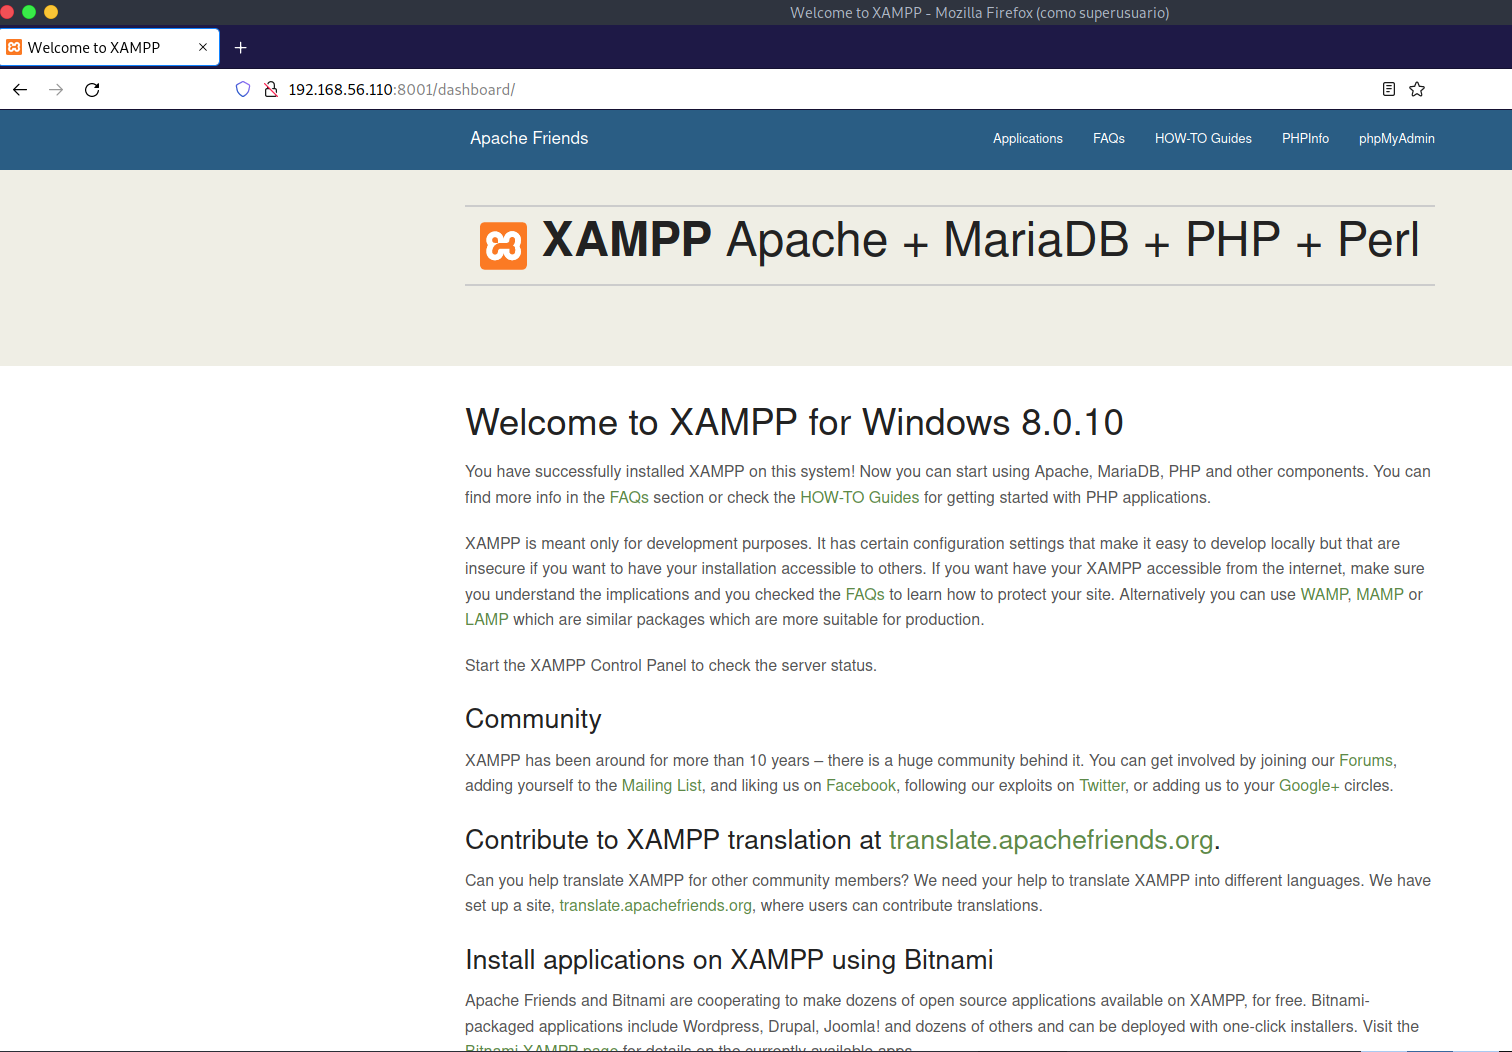 Welcome to XAMPP - Mozilla Firefox (como superusuario)
Welcome to XAMPP
192.168.56.110:8001/dashboard/
Apache Friends
Applications
FAQs
HOW-TO Guides
PHPInfo
phpMyAdmin
XAMPP Apache + MariaDB + PHP + Perl
Welcome to XAMPP for Windows 8.0.10
You have successfully installed XAMPP on this system! Now you can start using Apache, MariaDB, PHP and other components. You can
find more info in the FAQs section or check the HOW-TO Guides for getting started with PHP applications.
XAMPP is meant only for development purposes. It has certain configuration settings that make it easy to develop locally but that are
insecure if you want to have your installation accessible to others. If you want have your XAMPP accessible from the internet, make sure
you understand the implications and you checked the FAQs to learn how to protect your site. Alternatively you can use WAMP, MAMP or
LAMP which are similar packages which are more suitable for production.
Start the XAMPP Control Panel to check the server status.
Community
XAMPP has been around for more than 10 years – there is a huge community behind it. You can get involved by joining our Forums,
adding yourself to the Mailing List, and liking us on Facebook, following our exploits on Twitter, or adding us to your Google+ circles.
Contribute to XAMPP translation at translate.apachefriends.org.
Can you help translate XAMPP for other community members? We need your help to translate XAMPP into different languages. We have
set up a site, translate.apachefriends.org, where users can contribute translations.
Install applications on XAMPP using Bitnami
Apache Friends and Bitnami are cooperating to make dozens of open source applications available on XAMPP, for free. Bitnami-
packaged applications include Wordpress, Drupal, Joomla! and dozens of others and can be deployed with one-click installers. Visit the
Bitnami XAMPP page for details on the currently available apps.